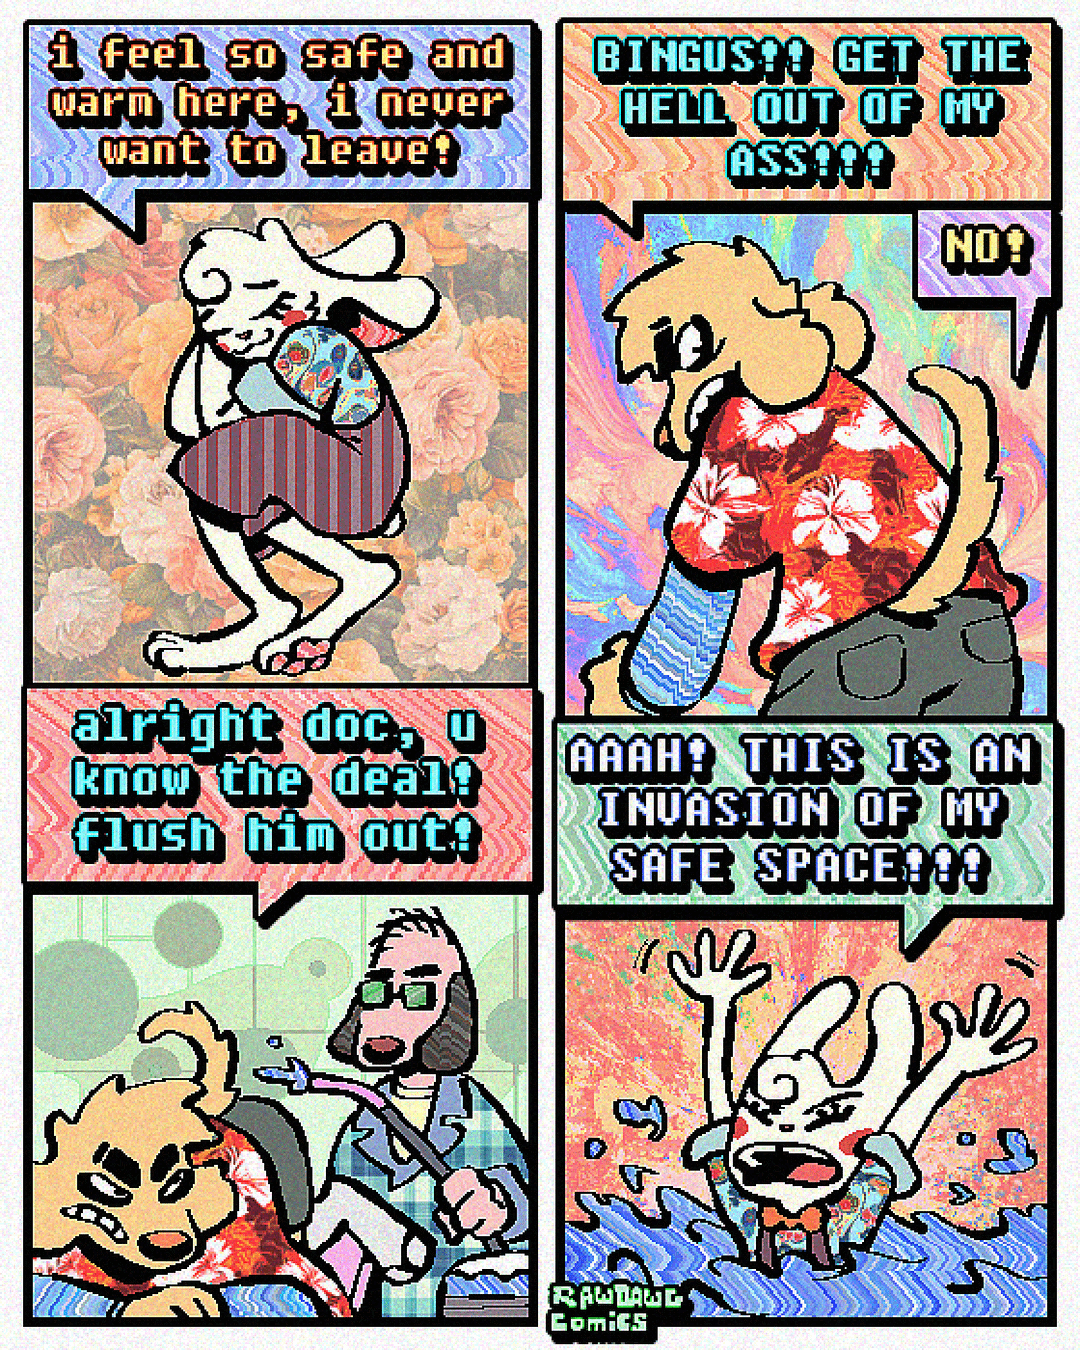 i feel so safe and
warm here, i never
want to leave!
BINGUS!! GET THE
HELL OUT OF MY
ASS!!!
NO!
alright doc, u
know the deal!
flush him out!
AAAH! THIS IS AN
INVASION OF MY
SAFE SPACE!!!
RAWDAWG
COMiCS